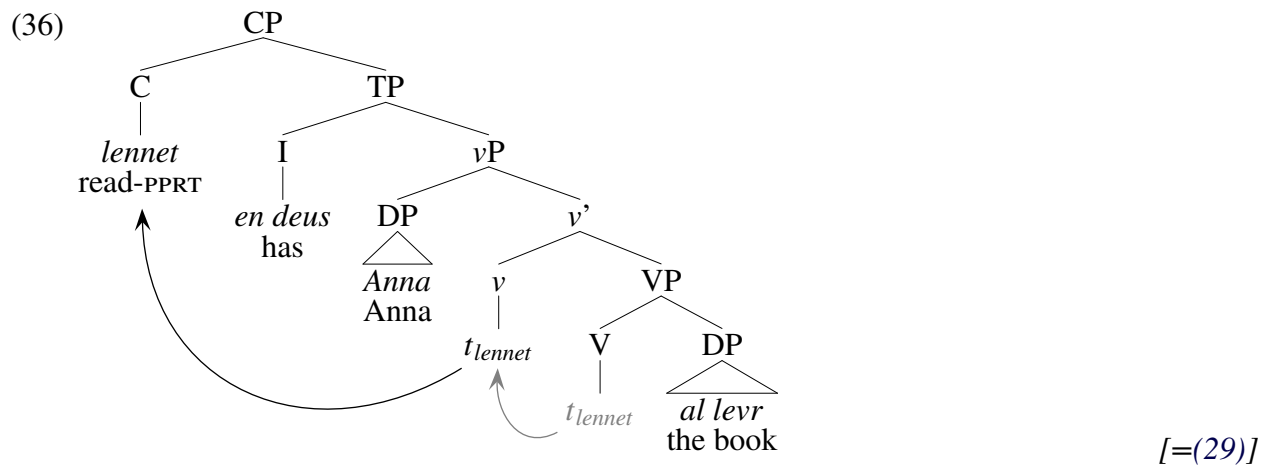 (36) CP
C TP
lennet I vP
read-PPRT
en deus DP v’
has
Anna v VP
Anna
t_lennet V DP
t_lennet al levr
the book
[=(29)]